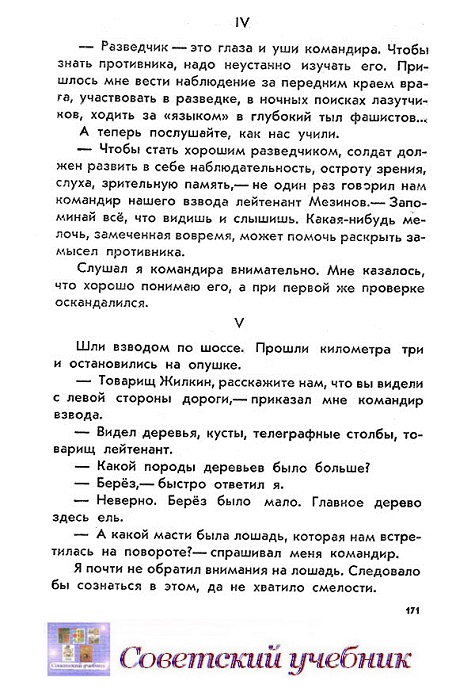 IV
— Разведчик — это глаза и уши командира. Чтобы
знать противника, надо неустанно изучать его. При-
шлось мне вести наблюдение за передним краем вра-
га, участвовать в разведке, в ночных поисках лазутчи-
ков, ходить за «языком» в глубокий тыл фашистов...
А теперь послушайте, как нас учили.
— Чтобы стать хорошим разведчиком, солдат дол-
жен развить в себе наблюдательность, остроту зрения,
слуха, зрительную память,— не один раз говорил нам
командир нашего взвода лейтенант Мезинов.— Запо-
минай всё, что видишь и слышишь. Какая-нибудь ме-
лочь, замеченная вовремя, может помочь раскрыть за-
мысел противника.
Слушал я командира внимательно. Мне казалось,
что хорошо понимаю его, а при первой же проверке
оскандалился.
V
Шли взводом по шоссе. Прошли километра три
и остановились на опушке.
— Товарищ Жилкин, расскажите нам, что вы видели
с левой стороны дороги,— приказал мне командир
взвода.
— Видел деревья, кусты, телеграфные столбы, то-
варищ лейтенант.
— Какой породы деревьев было больше?
— Берёз,— быстро ответил я.
— Неверно. Берёз было мало. Главное дерево
здесь ель.
— А какой масти была лошадь, которая нам встре-
тилась на повороте?— спрашивал меня командир.
Я почти не обратил внимания на лошадь. Следовало
бы сознаться в этом, да не хватило смелости.
171
Советский учебник
Советский учебник